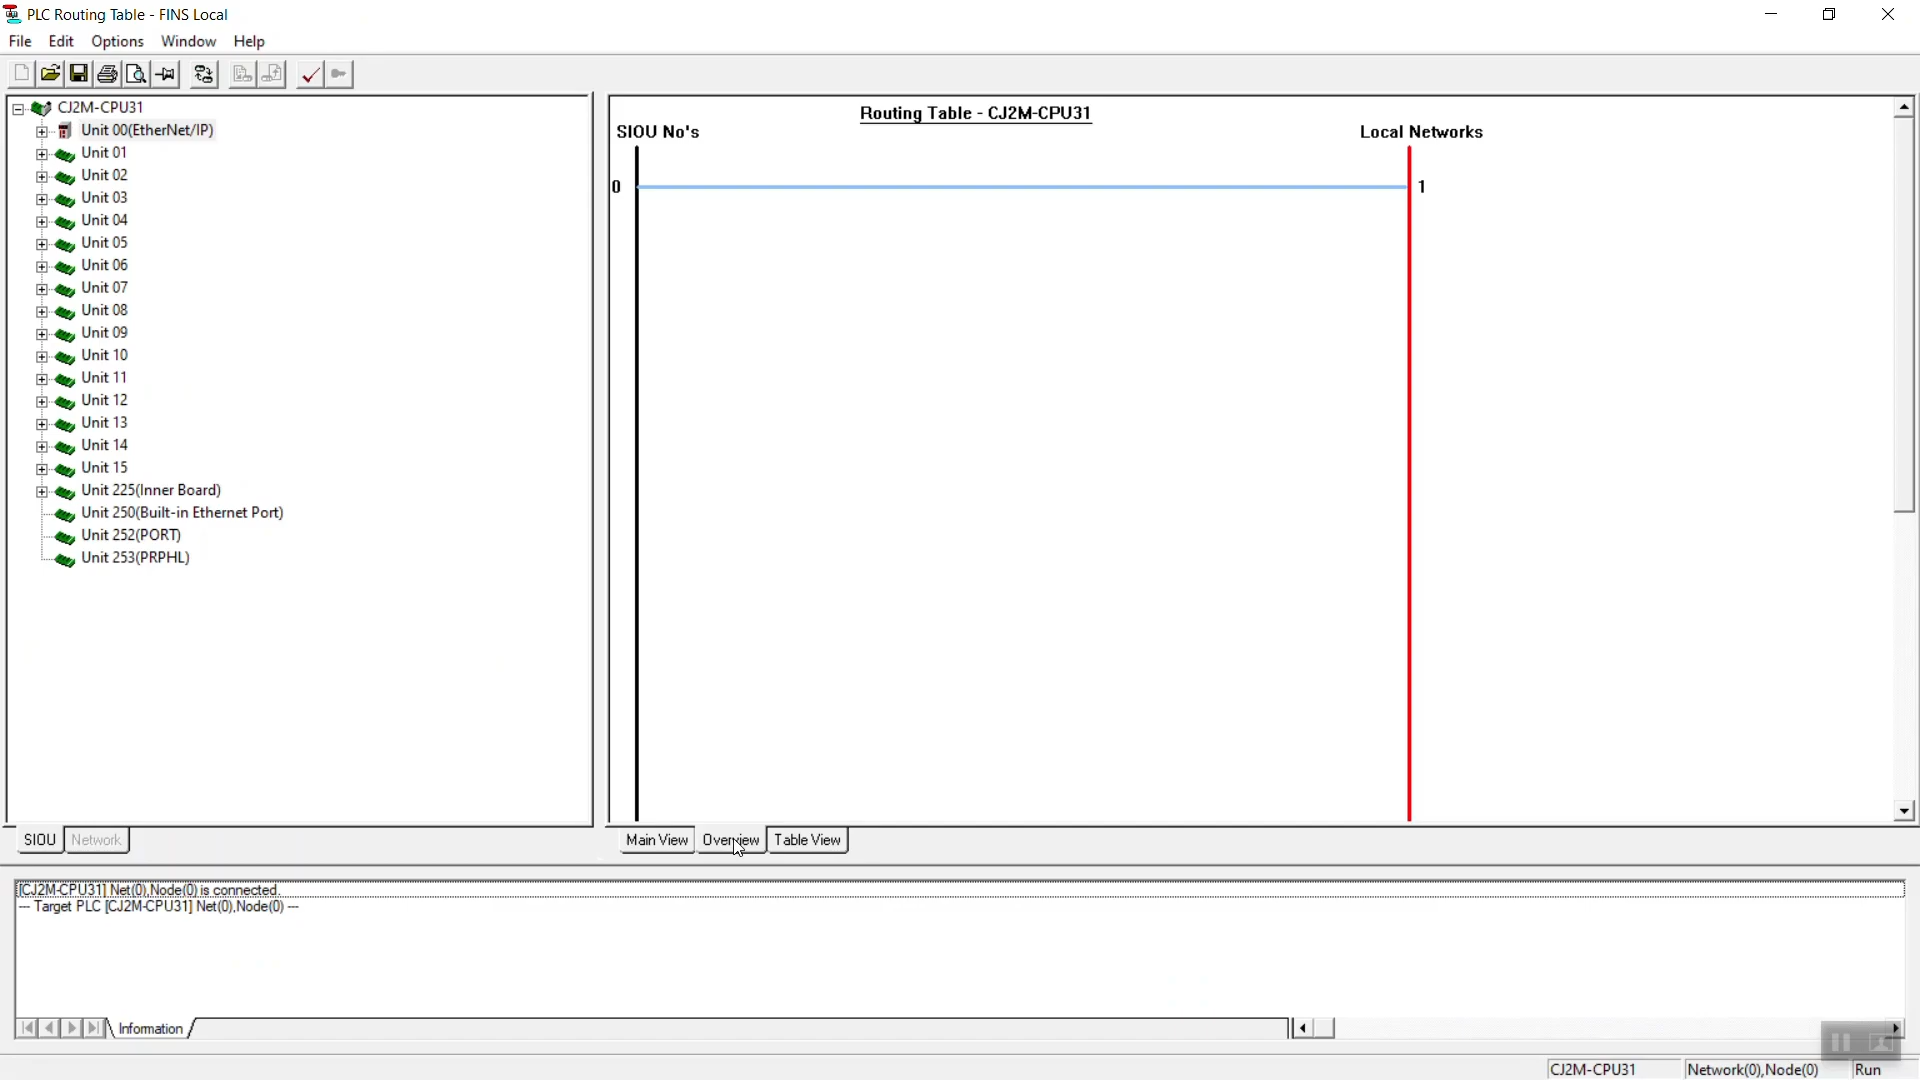 PLC Routing Table - FINS Local
File Edit Options Window Help
CJ2M-CPU31
Unit 00(EtherNet/IP)
Unit 01
Unit 02
Unit 03
Unit 04
Unit 05
Unit 06
Unit 07
Unit 08
Unit 09
Unit 10
Unit 11
Unit 12
Unit 13
Unit 14
Unit 15
Unit 225(Inner Board)
Unit 250(Built-in Ethernet Port)
Unit 252(PORT)
Unit 253(PRPHL)
SIOU Network
Routing Table - CJ2M-CPU31
SIOU No's Local Networks
0 1
Main View Overview Table View
[CJ2M-CPU31] Net(0),Node(0) is connected.
--- Target PLC [CJ2M-CPU31] Net(0),Node(0) ---
Information
CJ2M-CPU31 Network(0),Node(0) Run